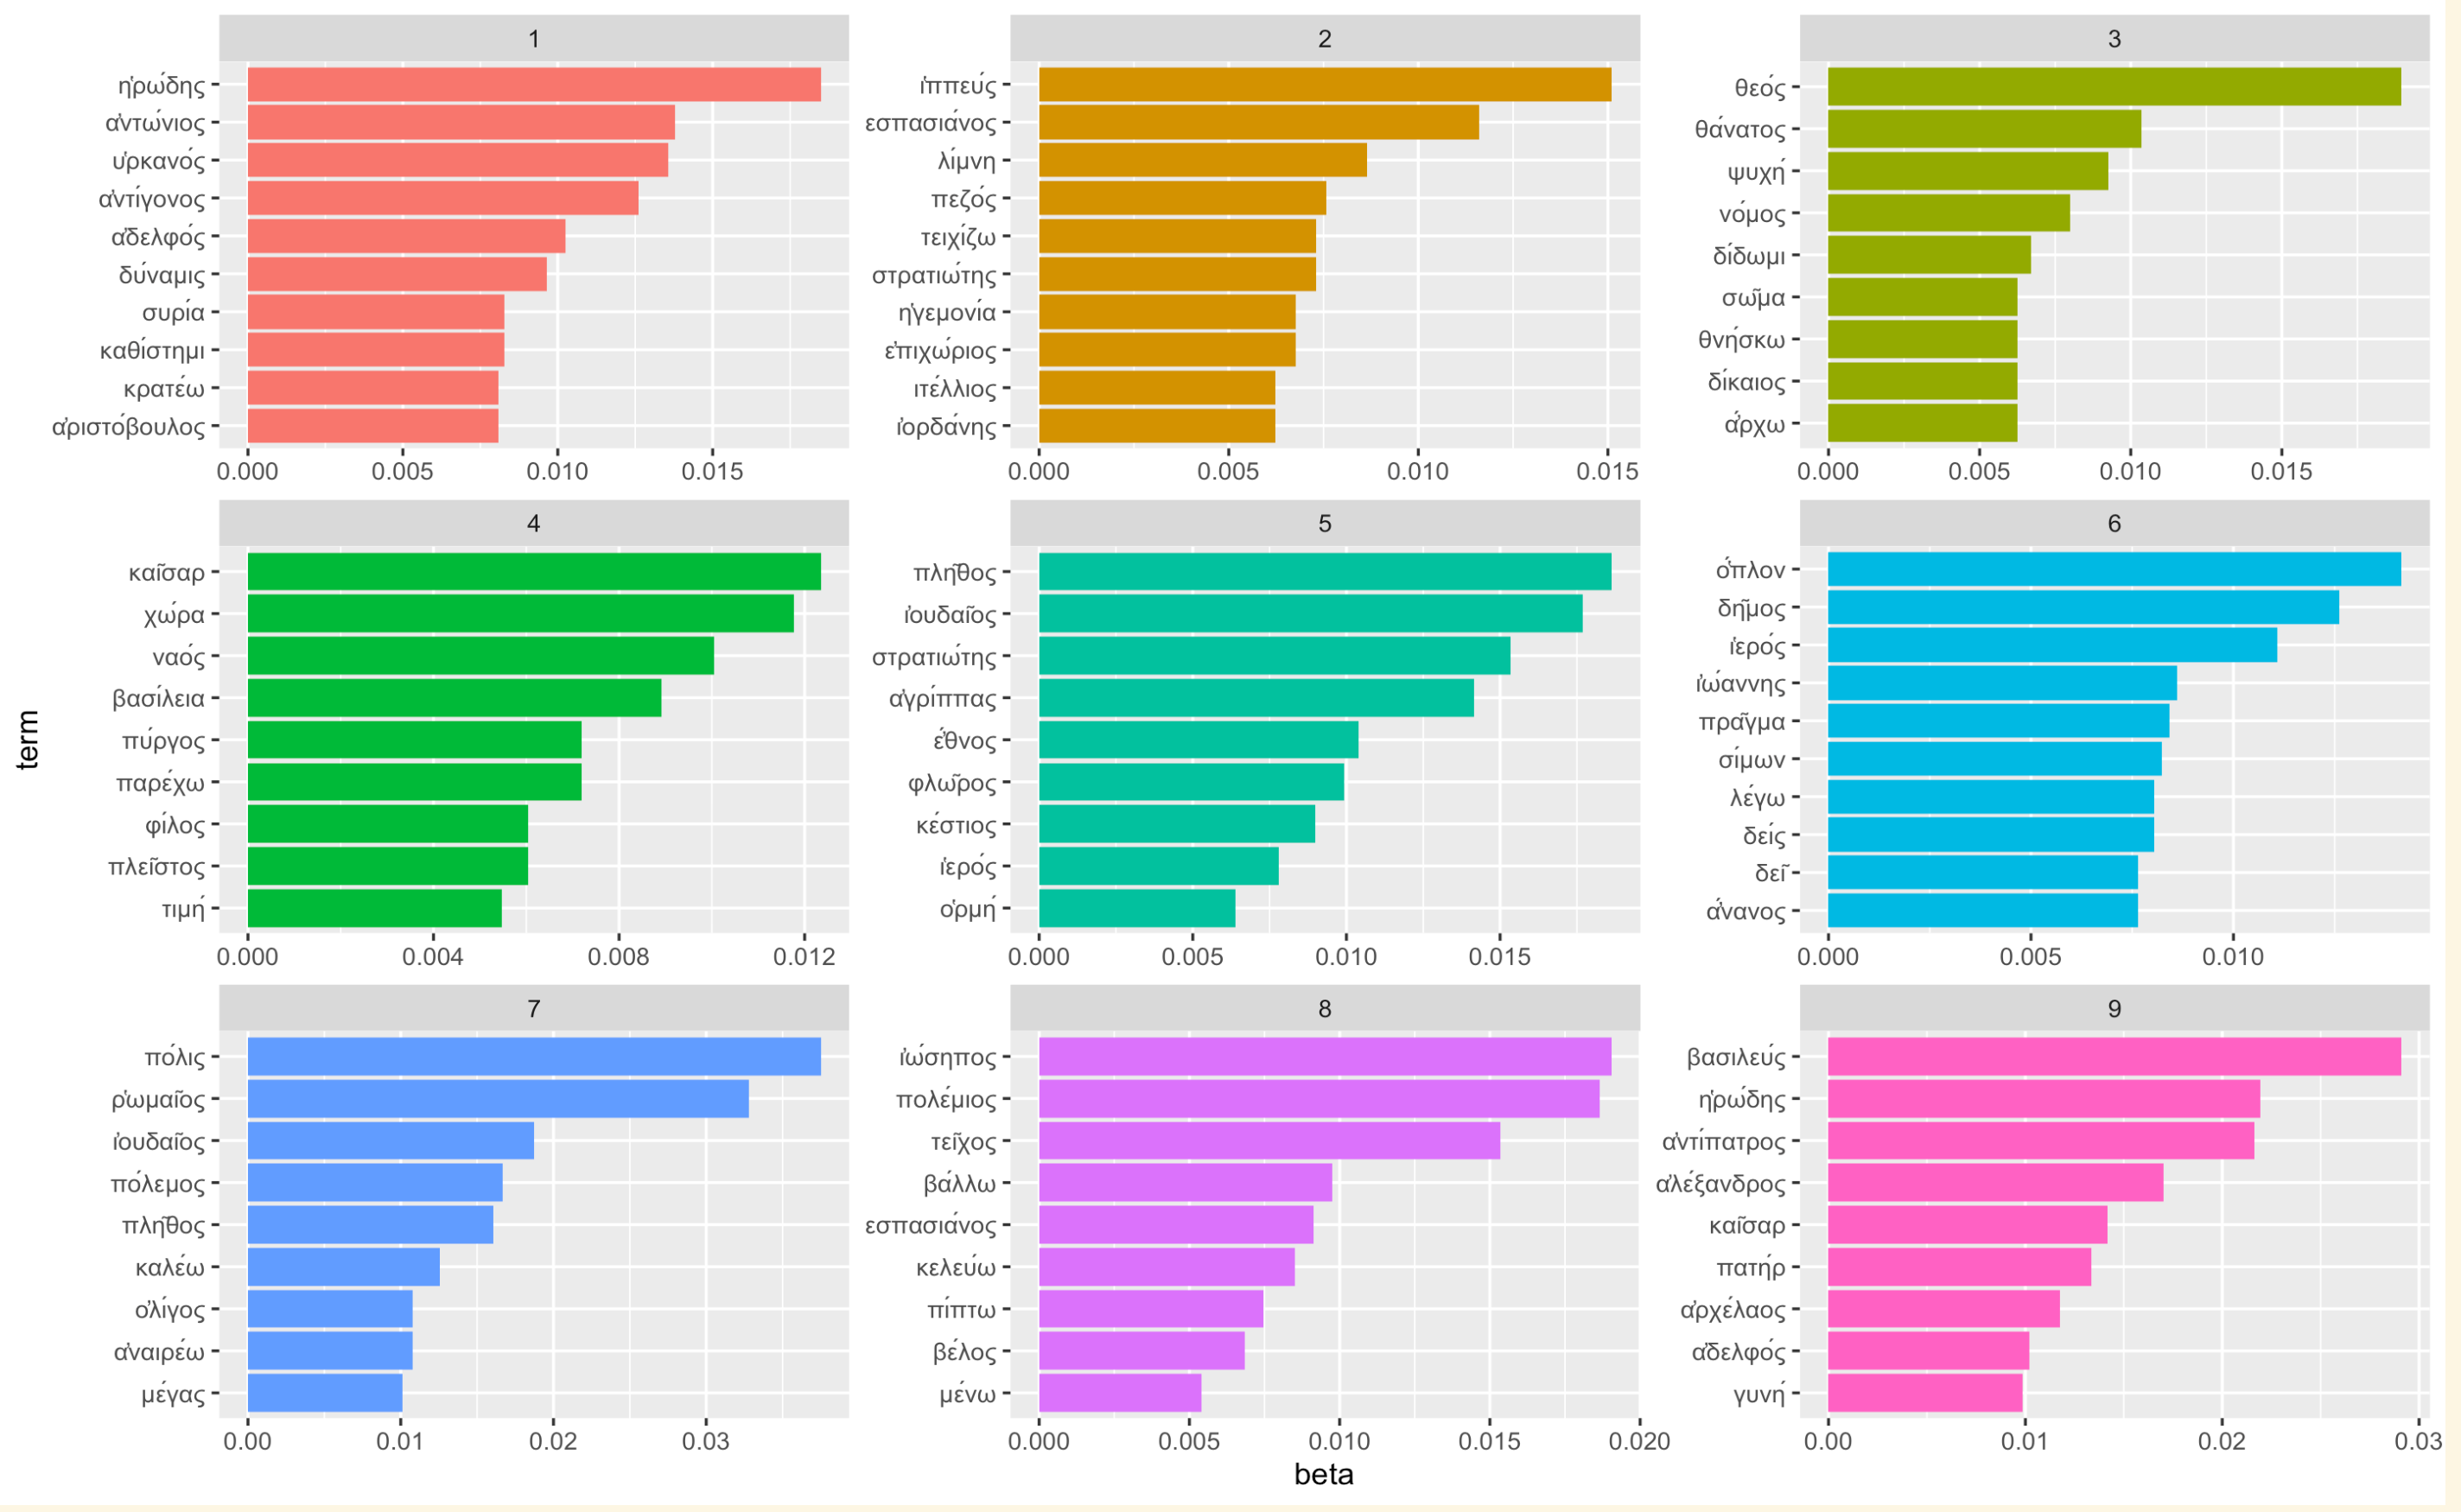 1
ἡρώδης
ἀντώνιος
ὑρκανός
ἀντίγονος
ἀδελφός
δύναμις
συρία
καθίστημι
κρατέω
ἀριστόβουλος
0.000 0.005 0.010 0.015
2
ἱππεύς
εσπασιάνος
λίμνη
πεζός
τειχίζω
στρατιώτης
ἡγεμονία
ἐπιχώριος
ιτέλλιος
ἰορδάνης
0.000 0.005 0.010 0.015
3
θεός
θάνατος
ψυχή
νόμος
δίδωμι
σῶμα
θνήσκω
δίκαιος
ἄρχω
0.000 0.005 0.010 0.015
term
4
καῖσαρ
χώρα
ναός
βασίλεια
πύργος
παρέχω
φίλος
πλεῖστος
τιμή
0.000 0.004 0.008 0.012
5
πλῆθος
ἰουδαῖος
στρατιώτης
ἀγρίππας
ἔθνος
φλῶρος
κέστιος
ἱερός
ὁρμή
0.000 0.005 0.010 0.015
6
ὅπλον
δῆμος
ἱερός
ἰώαννης
πρᾶγμα
σίμων
λέγω
δείς
δεῖ
ἄνανος
0.000 0.005 0.010
7
πόλις
ῥωμαῖος
ἰουδαῖος
πόλεμος
πλῆθος
καλέω
ὀλίγος
ἀναιρέω
μέγας
0.00 0.01 0.02 0.03
8
ἰώσηπος
πολέμιος
τεῖχος
βάλλω
εσπασιάνος
κελεύω
πίπτω
βέλος
μένω
0.000 0.005 0.010 0.015 0.020
9
βασιλεύς
ἡρώδης
ἀντίπατρος
ἀλέξανδρος
καῖσαρ
πατήρ
ἀρχέλαος
ἀδελφός
γυνή
0.00 0.01 0.02 0.03
beta